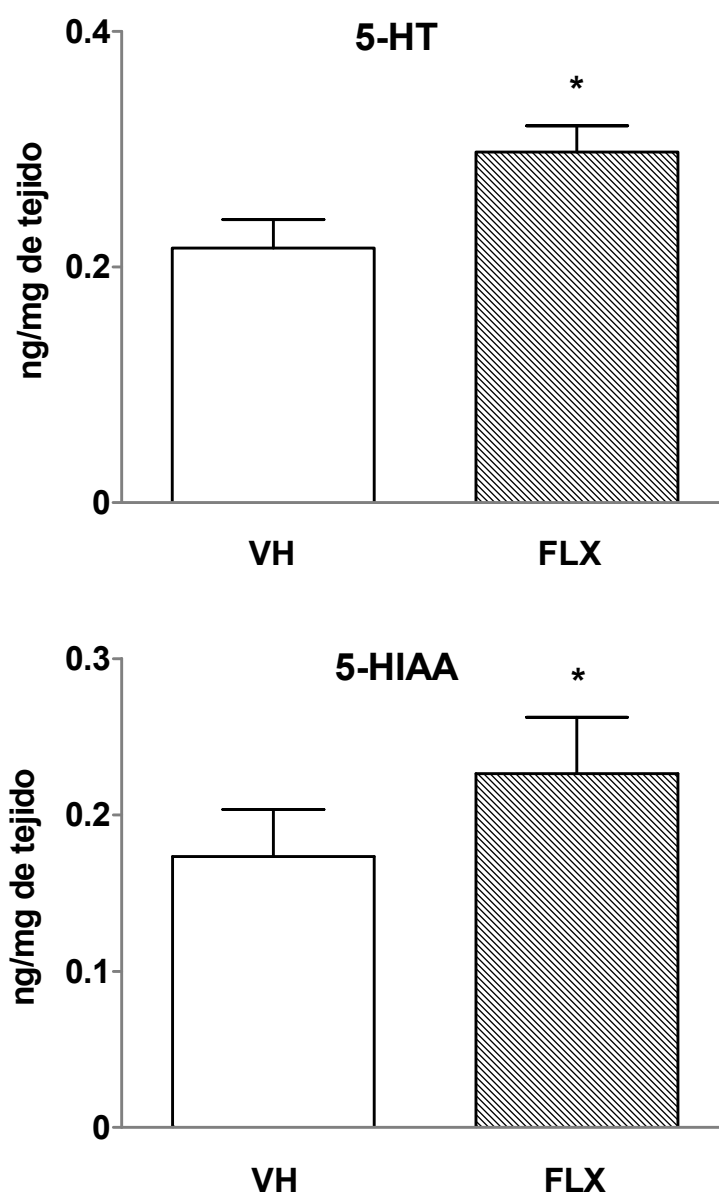 5-HT
0.4
*
ng/mg de tejido
0.2
0
VH FLX
0.3
5-HIAA
*
0.2
ng/mg de tejido
0.1
0
VH FLX